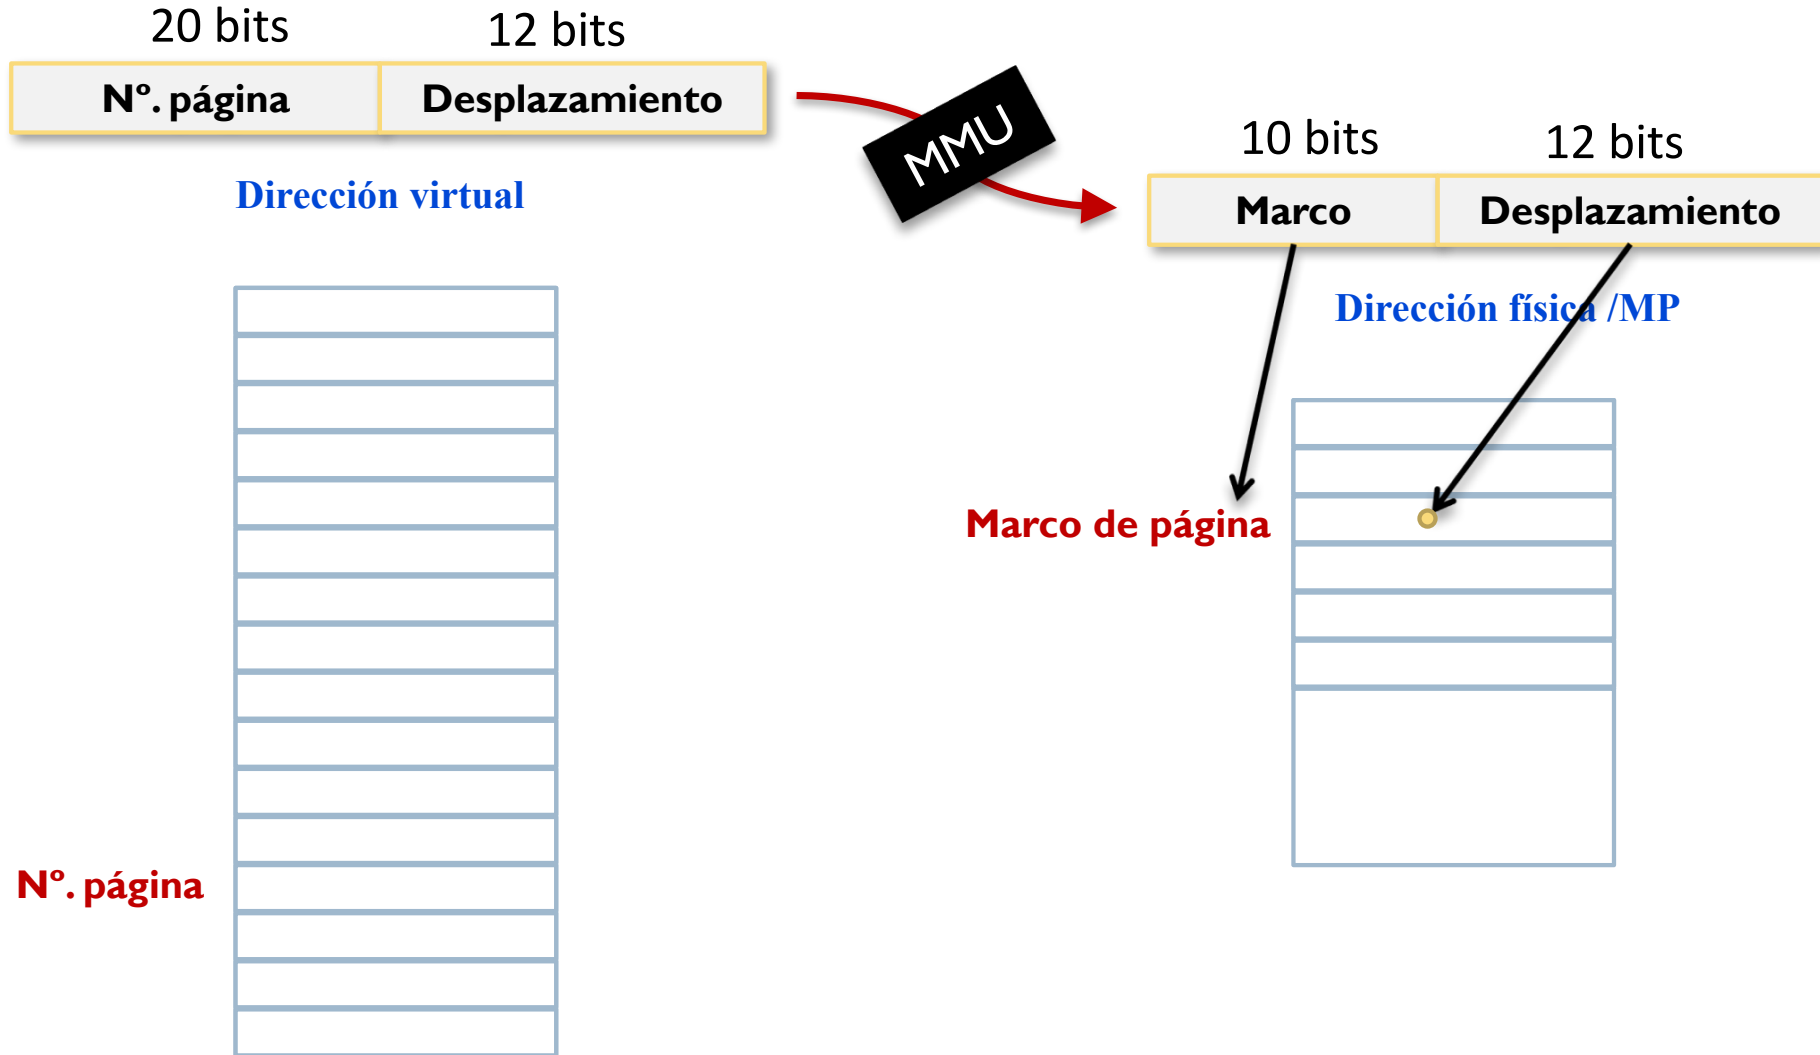 20 bits 12 bits
Nº. página Desplazamiento
Dirección virtual
MMU
10 bits 12 bits
Marco Desplazamiento
Dirección física /MP
Marco de página
Nº. página